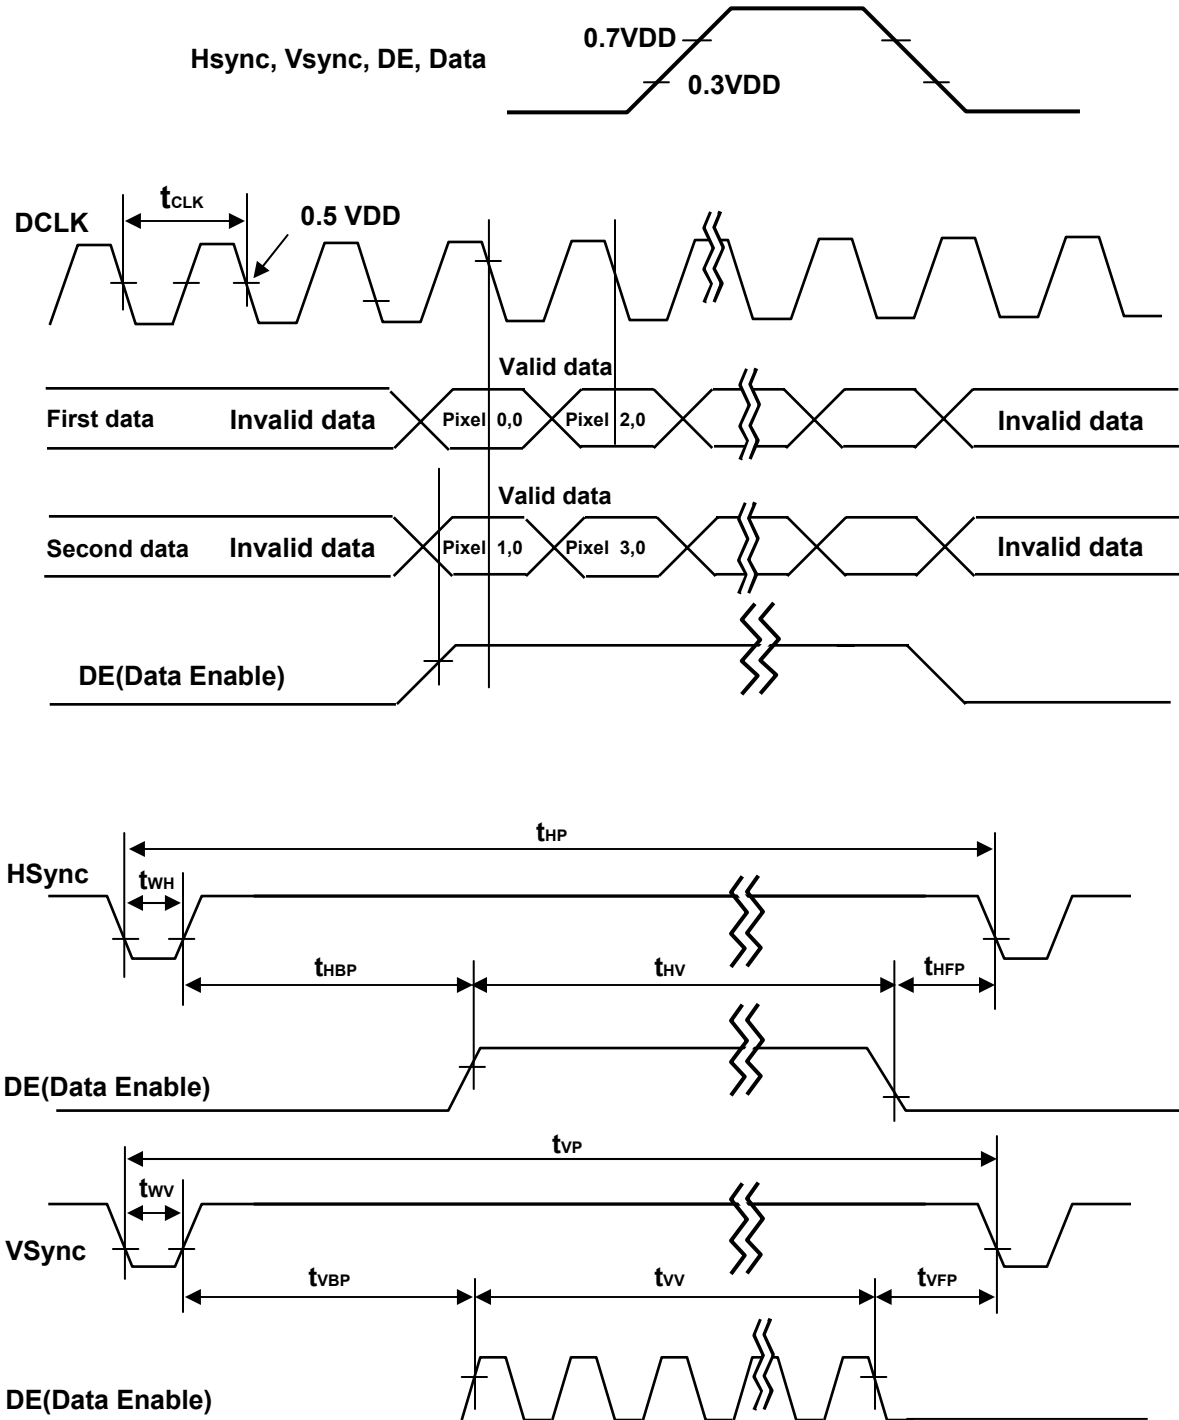 0.7VDD
Hsync, Vsync, DE, Data
0.3VDD
tCLK
DCLK
0.5 VDD
Valid data
First data Invalid data Pixel 0,0 Pixel 2,0 Invalid data
Valid data
Second data Invalid data Pixel 1,0 Pixel 3,0 Invalid data
DE(Data Enable)
tHP
HSync
tWH
tHBP tHV tHFP
DE(Data Enable)
tVP
tWV
VSync
tVBP tVV tVFP
DE(Data Enable)